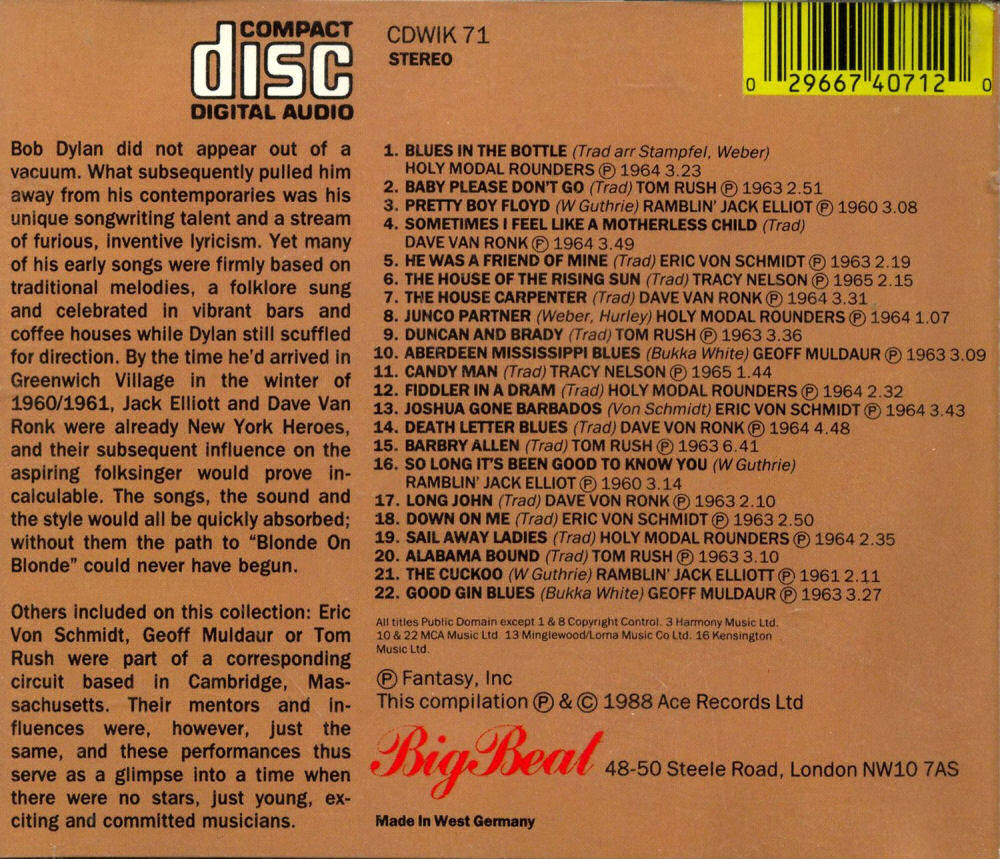 COMPACT
disc
DIGITAL AUDIO
CDWIK 71
STEREO
0 29667 40712 0
Bob Dylan did not appear out of a
vacuum. What subsequently pulled him
away from his contemporaries was his
unique songwriting talent and a stream
of furious, inventive lyricism. Yet many
of his early songs were firmly based on
traditional melodies, a folklore sung
and celebrated in vibrant bars and
coffee houses while Dylan still scuffled
for direction. By the time he'd arrived in
Greenwich Village in the winter of
1960/1961, Jack Elliott and Dave Van
Ronk were already New York Heroes,
and their subsequent influence on the
aspiring folksinger would prove in-
calculable. The songs, the sound and
the style would all be quickly absorbed;
without them the path to "Blonde On
Blonde" could never have begun.
Others included on this collection: Eric
Von Schmidt, Geoff Muldaur or Tom
Rush were part of a corresponding
circuit based in Cambridge, Mas-
sachusetts. Their mentors and in-
fluences were, however, just the
same, and these performances thus
serve as a glimpse into a time when
there were no stars, just young, ex-
citing and committed musicians.
1. BLUES IN THE BOTTLE (Trad arr Stampfel, Weber)
HOLY MODAL ROUNDERS ℗ 1964 3.23
2. BABY PLEASE DON'T GO (Trad) TOM RUSH ℗ 1963 2.51
3. PRETTY BOY FLOYD (W Guthrie) RAMBLIN' JACK ELLIOT ℗ 1960 3.08
4. SOMETIMES I FEEL LIKE A MOTHERLESS CHILD (Trad)
DAVE VAN RONK ℗ 1964 3.49
5. HE WAS A FRIEND OF MINE (Trad) ERIC VON SCHMIDT ℗ 1963 2.19
6. THE HOUSE OF THE RISING SUN (Trad) TRACY NELSON ℗ 1965 2.15
7. THE HOUSE CARPENTER (Trad) DAVE VAN RONK ℗ 1964 3.31
8. JUNCO PARTNER (Weber, Hurley) HOLY MODAL ROUNDERS ℗ 1964 1.07
9. DUNCAN AND BRADY (Trad) TOM RUSH ℗ 1963 3.36
10. ABERDEEN MISSISSIPPI BLUES (Bukka White) GEOFF MULDAUR ℗ 1963 3.09
11. CANDY MAN (Trad) TRACY NELSON ℗ 1965 1.44
12. FIDDLER IN A DRAM (Trad) HOLY MODAL ROUNDERS ℗ 1964 2.32
13. JOSHUA GONE BARBADOS (Von Schmidt) ERIC VON SCHMIDT ℗ 1964 3.43
14. DEATH LETTER BLUES (Trad) DAVE VON RONK ℗ 1964 4.48
15. BARBRY ALLEN (Trad) TOM RUSH ℗ 1963 6.41
16. SO LONG IT'S BEEN GOOD TO KNOW YOU (W Guthrie)
RAMBLIN' JACK ELLIOT ℗ 1960 3.14
17. LONG JOHN (Trad) DAVE VON RONK ℗ 1963 2.10
18. DOWN ON ME (Trad) ERIC VON SCHMIDT ℗ 1963 2.50
19. SAIL AWAY LADIES (Trad) HOLY MODAL ROUNDERS ℗ 1964 2.35
20. ALABAMA BOUND (Trad) TOM RUSH ℗ 1963 3.10
21. THE CUCKOO (W Guthrie) RAMBLIN' JACK ELLIOTT ℗ 1961 2.11
22. GOOD GIN BLUES (Bukka White) GEOFF MULDAUR ℗ 1963 3.27
All titles Public Domain except 1 & 8 Copyright Control. 3 Harmony Music Ltd.
10 & 22 MCA Music Ltd 13 Minglewood/Lorna Music Co Ltd. 16 Kensington
Music Ltd.
℗ Fantasy, Inc
This compilation ℗ & © 1988 Ace Records Ltd
Big Beat 48-50 Steele Road, London NW10 7AS
Made In West Germany